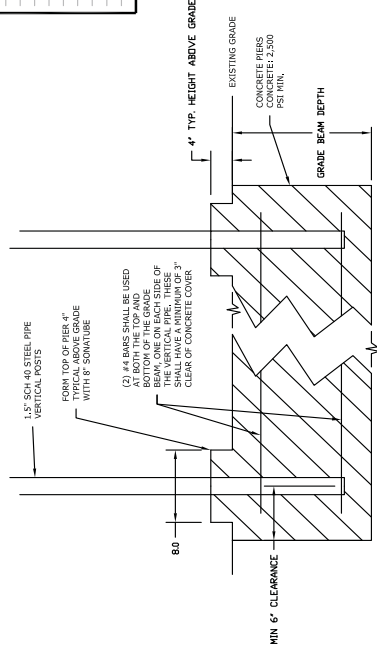 1.5" SCH 40 STEEL PIPE
VERTICAL POSTS
FORM TOP OF PIER 4"
TYPICAL ABOVE GRADE
WITH 8" SONATUBE
(2) #4 BARS SHALL BE USED
AT BOTH THE TOP AND
BOTTOM OF THE GRADE
BEAM, ONE ON EACH SIDE OF
THE VERTICAL PIPE. THESE
SHALL HAVE A MINIMUM OF 3"
CLEAR OF CONCRETE COVER
8.0
MIN 6" CLEARANCE
4" TYP. HEIGHT ABOVE GRADE
EXISTING GRADE
CONCRETE PIERS
CONCRETE: 2,500
PSI MIN.
GRADE BEAM DEPTH